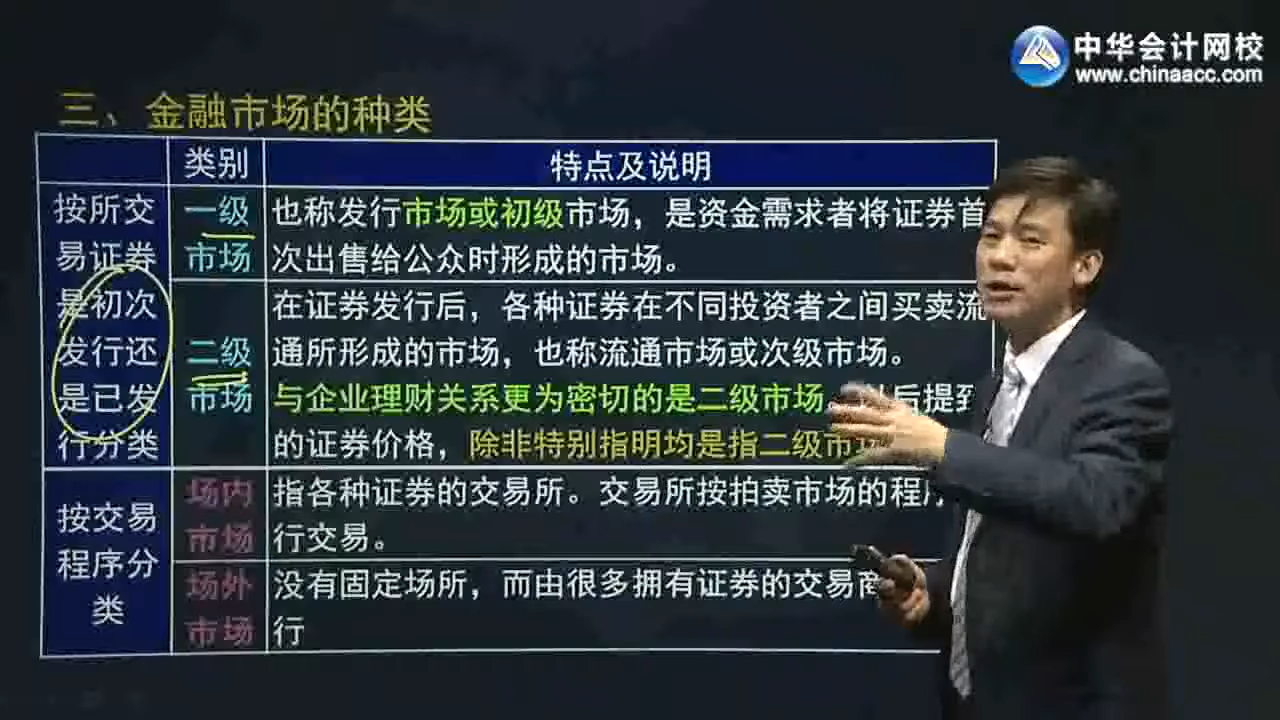 中华会计网校
www.chinaacc.com
三、金融市场的种类
类别
特点及说明
按所交
易证券
是初次
发行还
是已发
行分类
一级
市场
也称发行市场或初级市场，是资金需求者将证券首
次出售给公众时形成的市场。
二级
市场
在证券发行后，各种证券在不同投资者之间买卖流
通所形成的市场，也称流通市场或次级市场。
与企业理财关系更为密切的是二级市场。以后提到
的证券价格，除非特别指明均是指二级市场
按交易
程序分
类
场内
市场
指各种证券的交易所。交易所按拍卖市场的程序
行交易。
场外
市场
没有固定场所，而由很多拥有证券的交易商
行